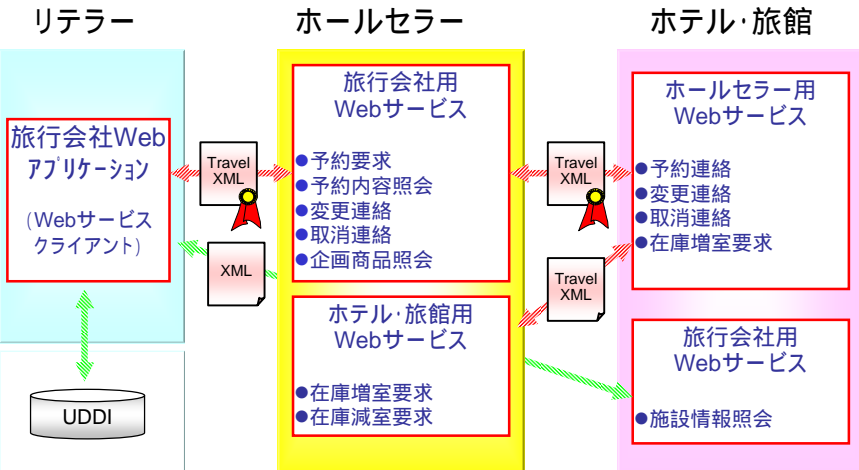 リテラー
ホールセラー
ホテル・旅館
旅行会社Web
アプリケーション
(Webサービス
クライアント)
UDDI
Travel
XML
XML
旅行会社用
Webサービス
●予約要求
●予約内容照会
●変更連絡
●取消連絡
●企画商品照会
ホテル・旅館用
Webサービス
●在庫増室要求
●在庫減室要求
Travel
XML
Travel
XML
ホールセラー用
Webサービス
●予約連絡
●変更連絡
●取消連絡
●在庫増室要求
旅行会社用
Webサービス
●施設情報照会